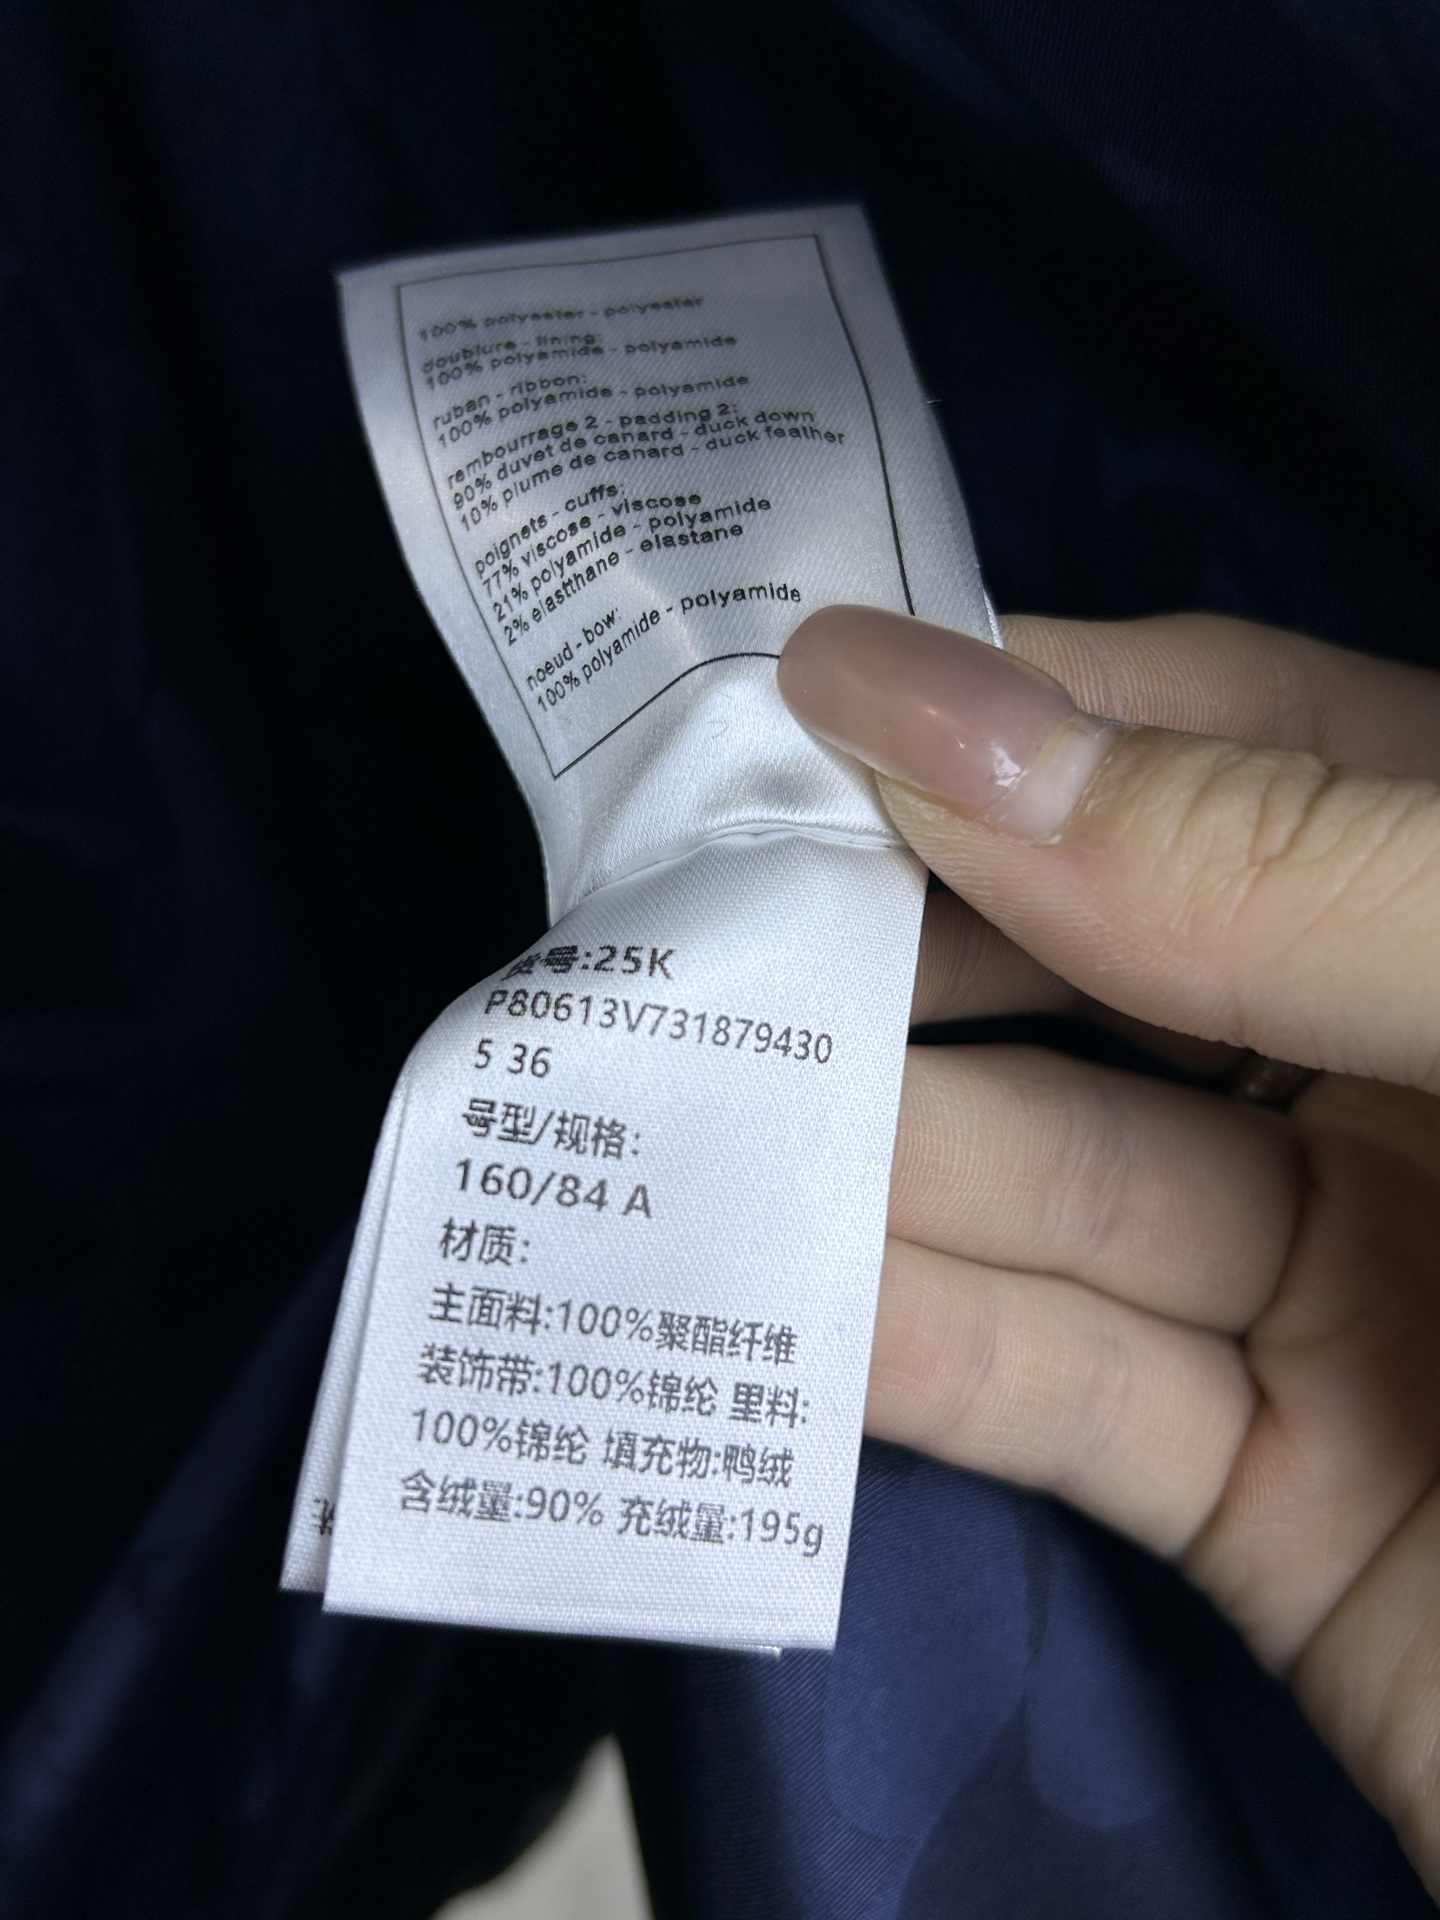 100% polyester - polyester
doublure - lining:
100% polyamide - polyamide
ruban - ribbon:
100% polyamide - polyamide
rembourrage 2 - padding 2:
90% duvet de canard - duck down
10% plume de canard - duck feather
poignets - cuffs:
77% viscose - viscose
21% polyamide - polyamide
2% elastthane - elastane
noeud - bow:
100% polyamide - polyamide
货号:25K
P80613V731879430
5 36
号型/规格:
160/84 A
材质:
主面料:100%聚酯纤维
装饰带:100%锦纶 里料:
100%锦纶 填充物:鸭绒
含绒量:90% 充绒量:195g